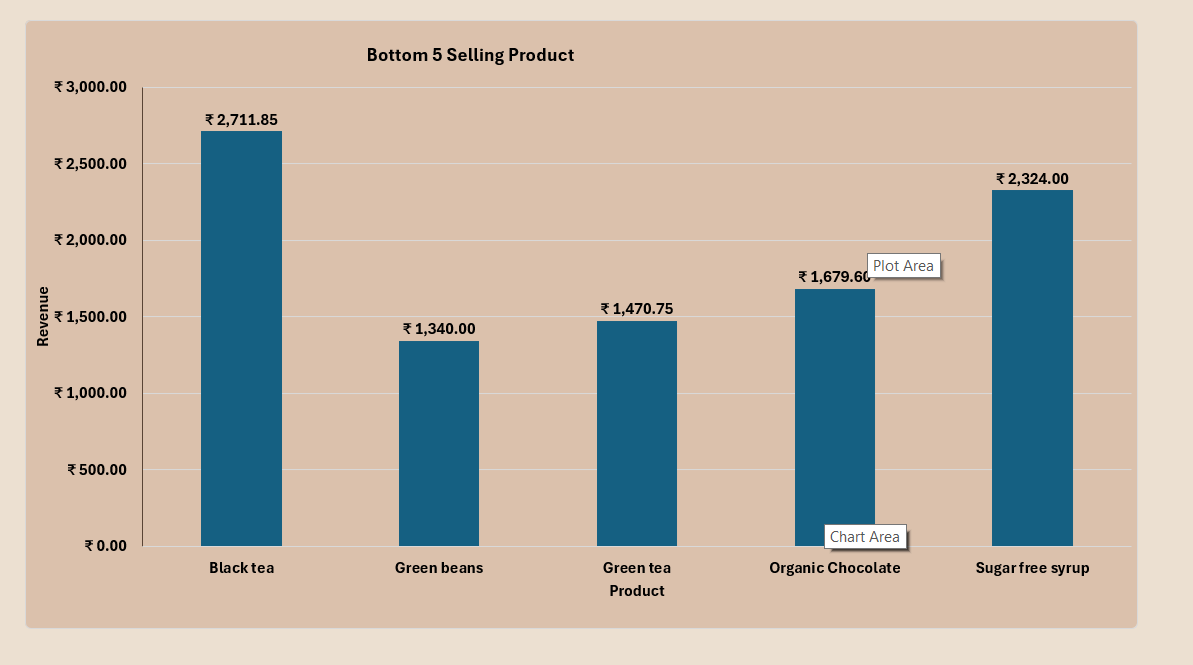 Bottom 5 Selling Product
₹ 3,000.00
₹ 2,500.00
₹ 2,000.00
₹ 1,500.00
₹ 1,000.00
₹ 500.00
₹ 0.00
Revenue
₹ 2,711.85
₹ 1,340.00
₹ 1,470.75
₹ 1,679.60
₹ 2,324.00
Plot Area
Chart Area
Black tea
Green beans
Green tea
Organic Chocolate
Sugar free syrup
Product